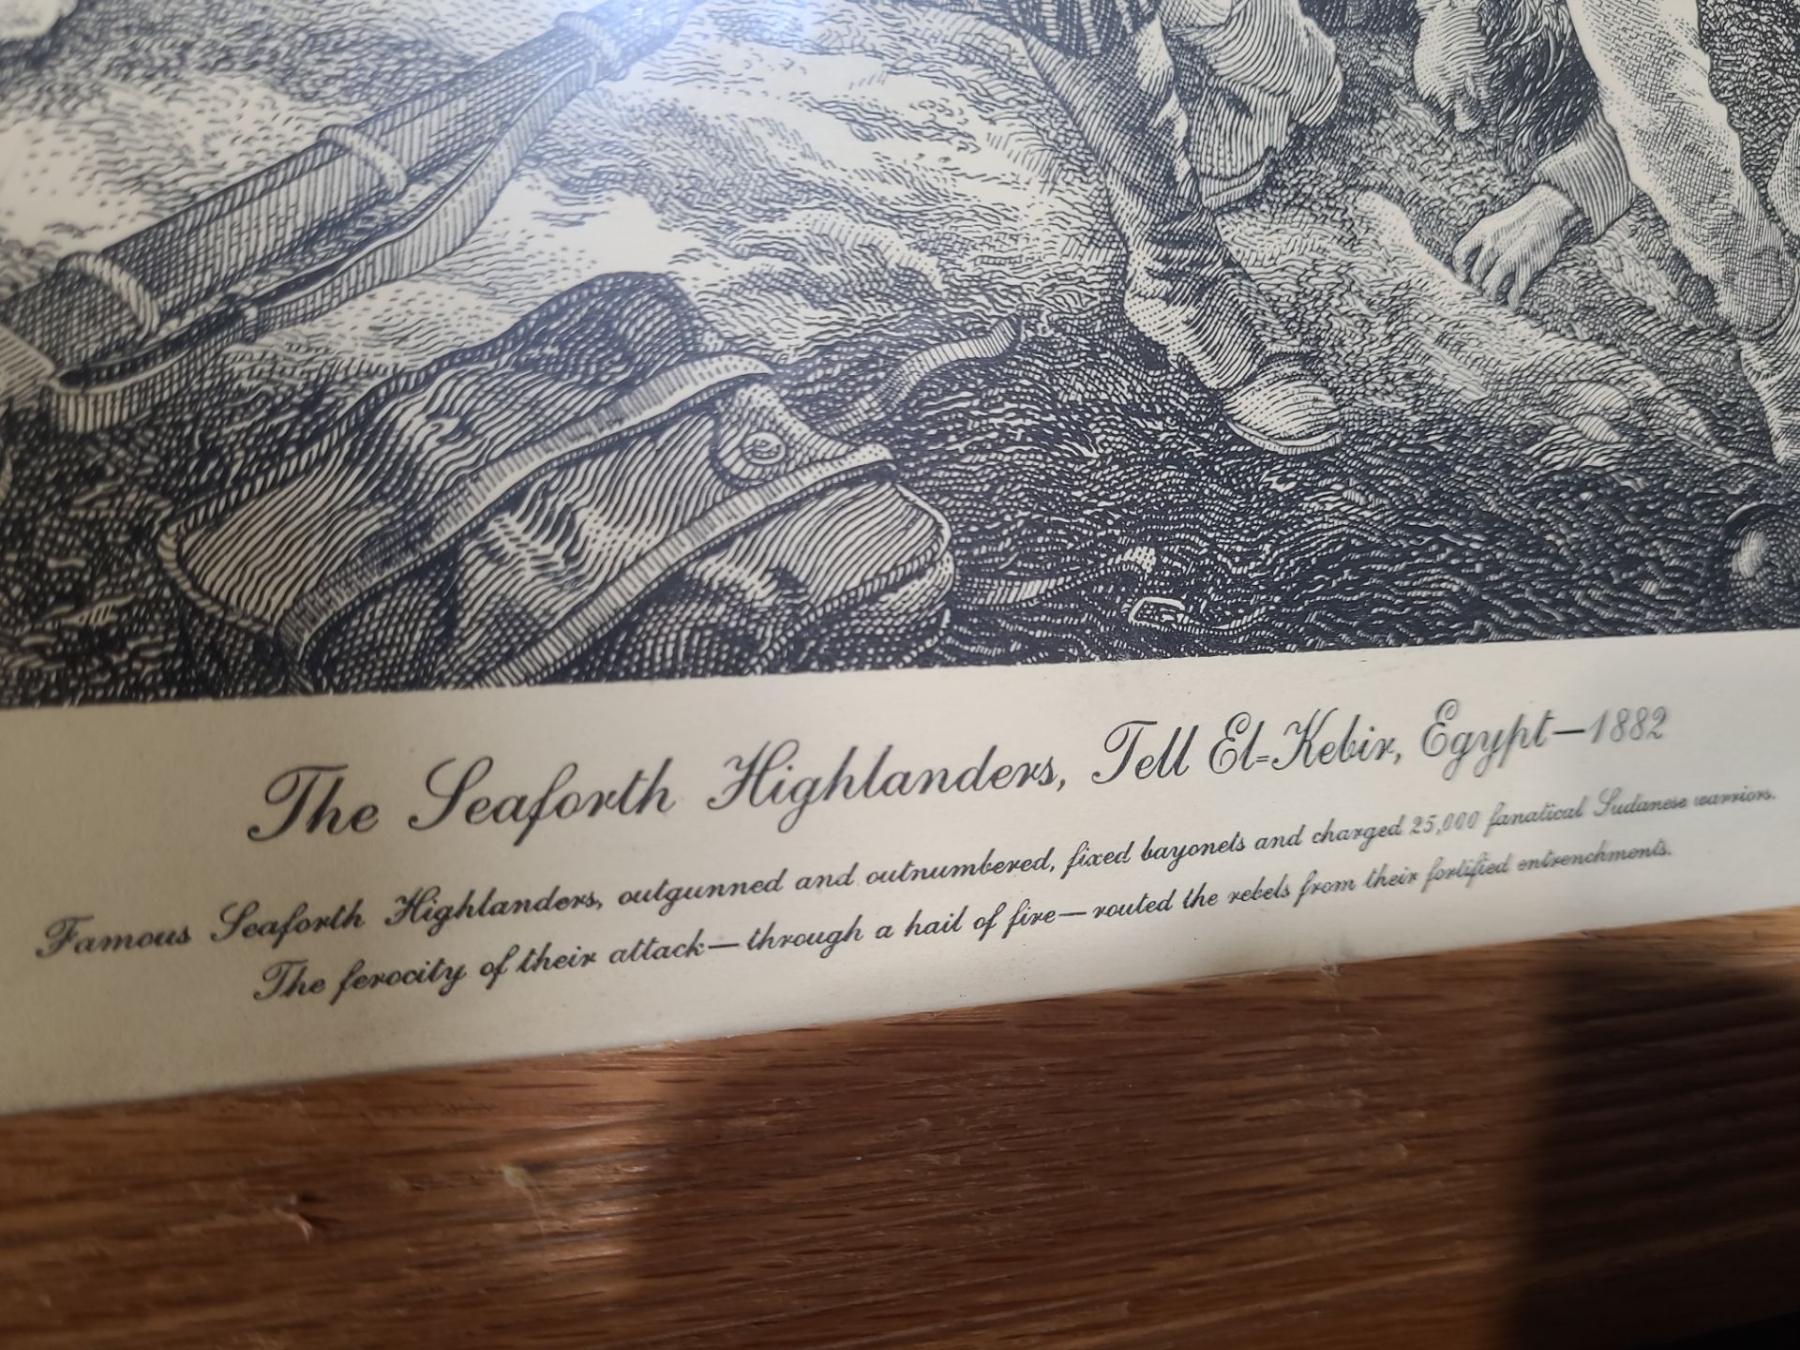 The Seaforth Highlanders, Tell El-Kebir, Egypt—1882
Famous Seaforth Highlanders, outgunned and outnumbered, fixed bayonets and charged 25,000 fanatical Sudanese warriors.
The ferocity of their attack—through a hail of fire—routed the rebels from their fortified entrenchments.